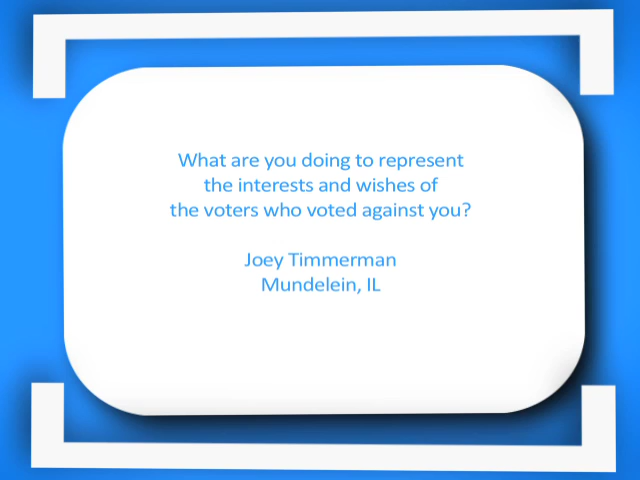 What are you doing to represent
the interests and wishes of
the voters who voted against you?
Joey Timmerman
Mundelein, IL